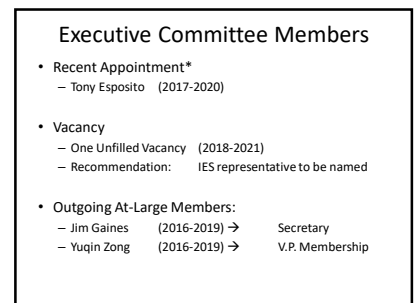 Executive Committee Members
• Recent Appointment*
– Tony Esposito (2017-2020)
• Vacancy
– One Unfilled Vacancy (2018-2021)
– Recommendation: IES representative to be named
• Outgoing At-Large Members:
– Jim Gaines (2016-2019) → Secretary
– Yuqin Zong (2016-2019) → V.P. Membership